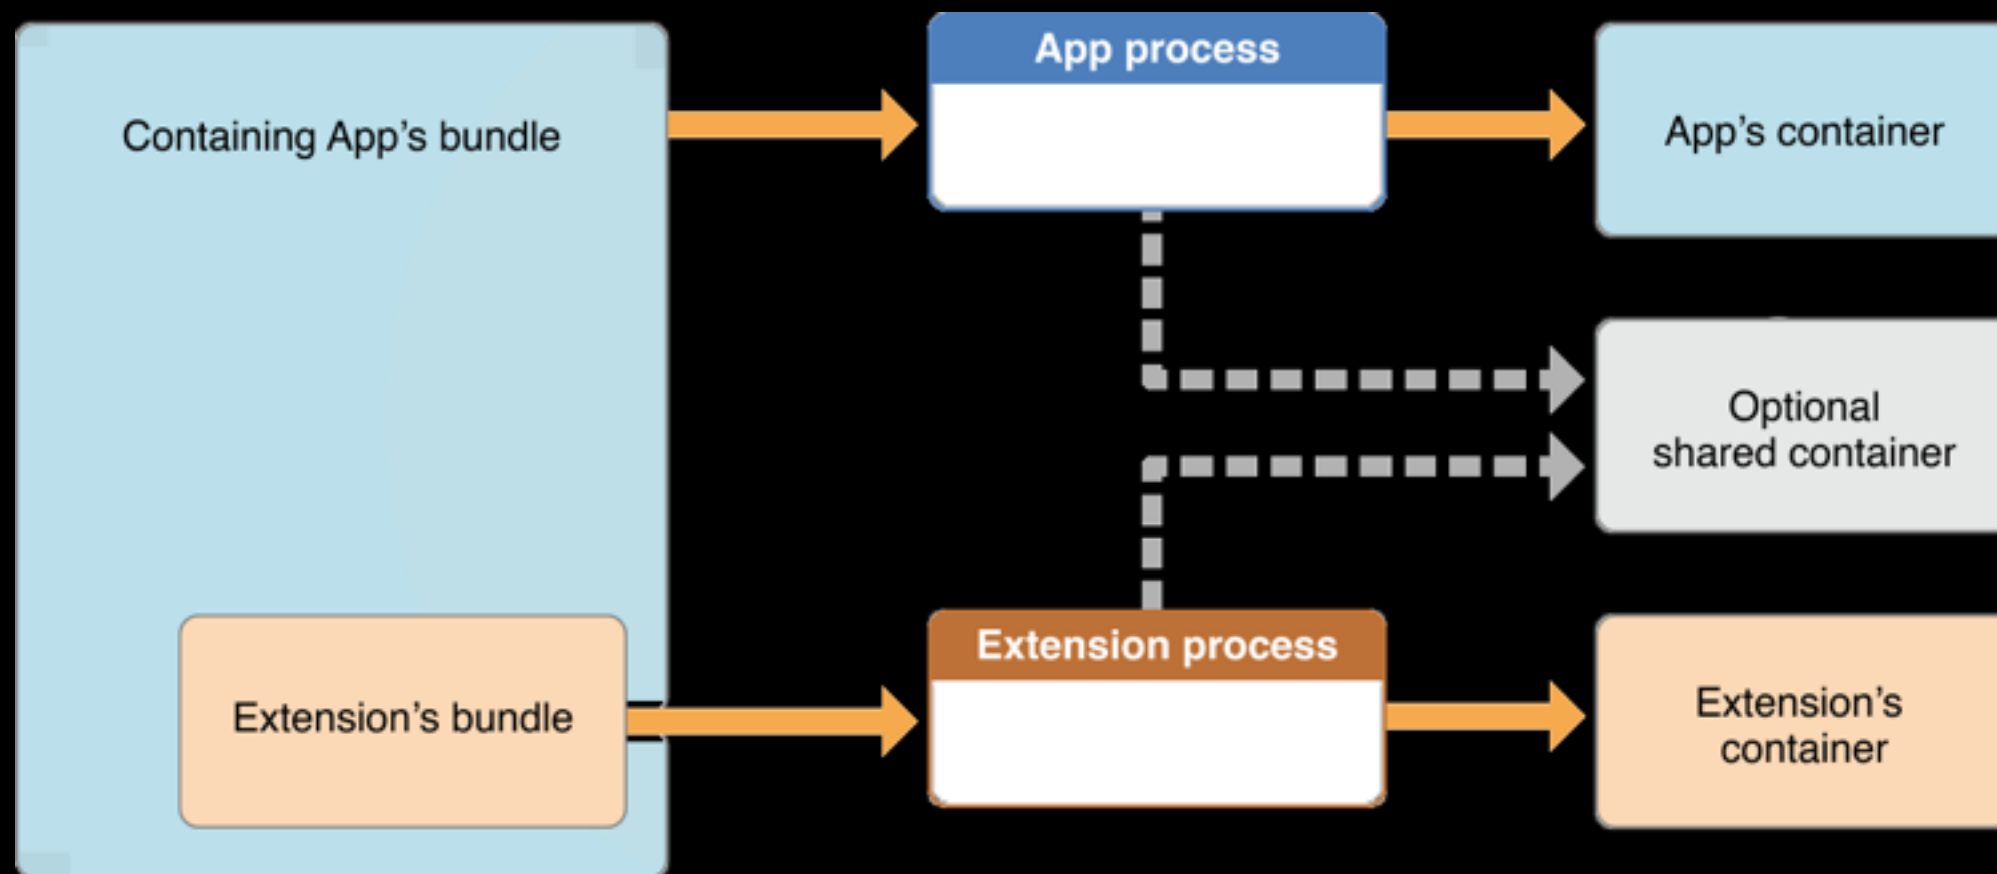 Containing App’s bundle
App process
App’s container
Optional
shared container
Extension’s bundle
Extension process
Extension’s
container